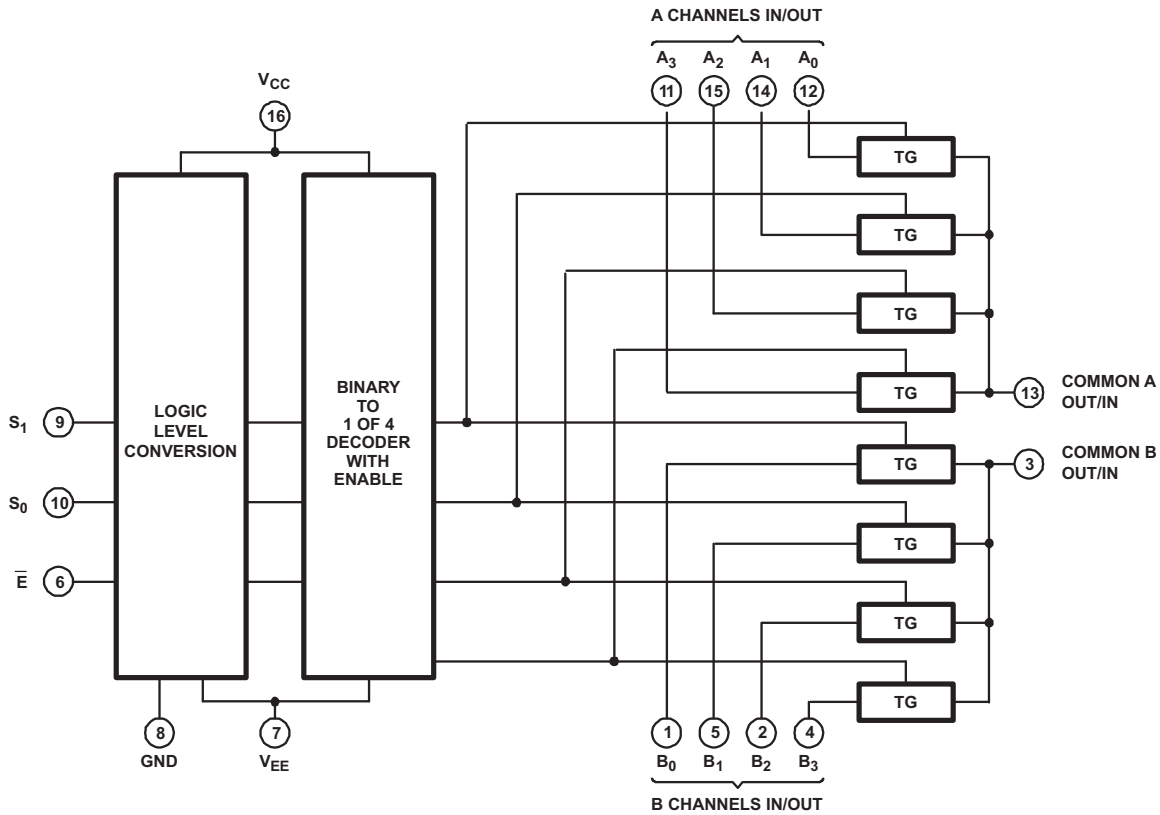 A CHANNELS IN/OUT
A3 A2 A1 A0
11 15 14 12
VCC
16
TG
TG
TG
TG
13
COMMON A
OUT/IN
S1 9
S0 10
E̅ 6
LOGIC
LEVEL
CONVERSION
BINARY
TO
1 OF 4
DECODER
WITH
ENABLE
TG
3
COMMON B
OUT/IN
TG
TG
TG
8
GND
7
VEE
1 5 2 4
B0 B1 B2 B3
B CHANNELS IN/OUT